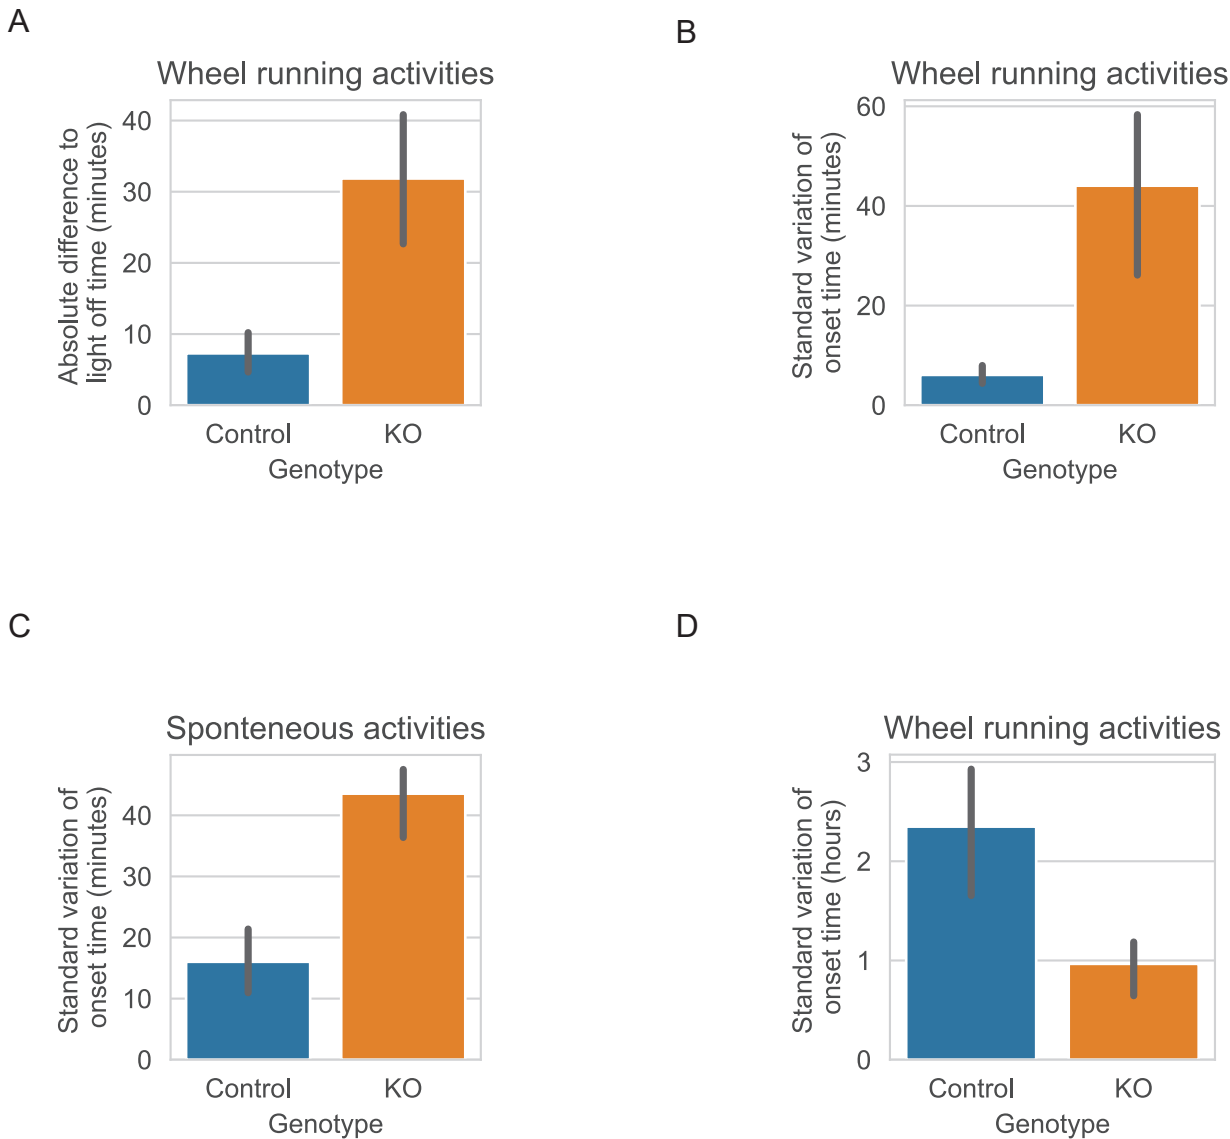 A
Wheel running activities
Absolute difference to
light off time (minutes)
40
30
20
10
0
Control
KO
Genotype
B
Wheel running activities
Standard variation of
onset time (minutes)
60
40
20
0
Control
KO
Genotype
C
Sponteneous activities
Standard variation of
onset time (minutes)
40
30
20
10
0
Control
KO
Genotype
D
Wheel running activities
Standard variation of
onset time (hours)
3
2
1
0
Control
KO
Genotype